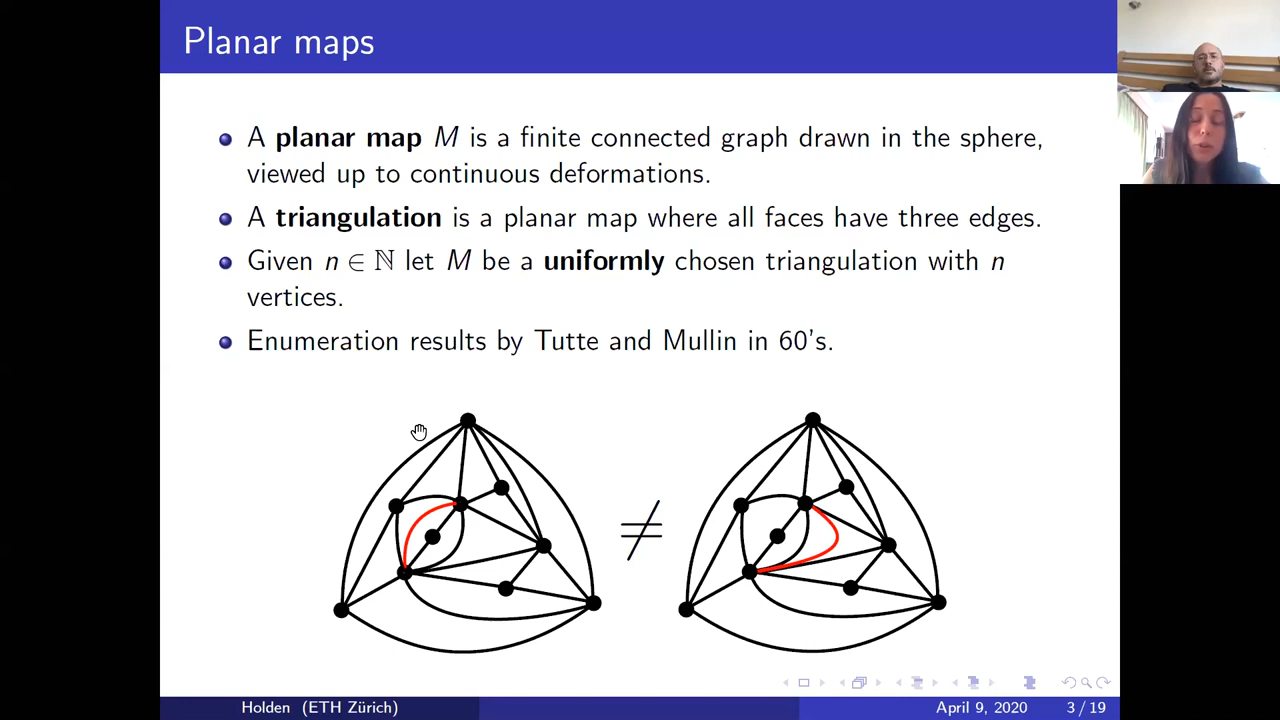 Planar maps
A planar map M is a finite connected graph drawn in the sphere,
viewed up to continuous deformations.
A triangulation is a planar map where all faces have three edges.
Given n ∈ ℕ let M be a uniformly chosen triangulation with n
vertices.
Enumeration results by Tutte and Mullin in 60's.
≠
Holden (ETH Zürich)
April 9, 2020
3 / 19